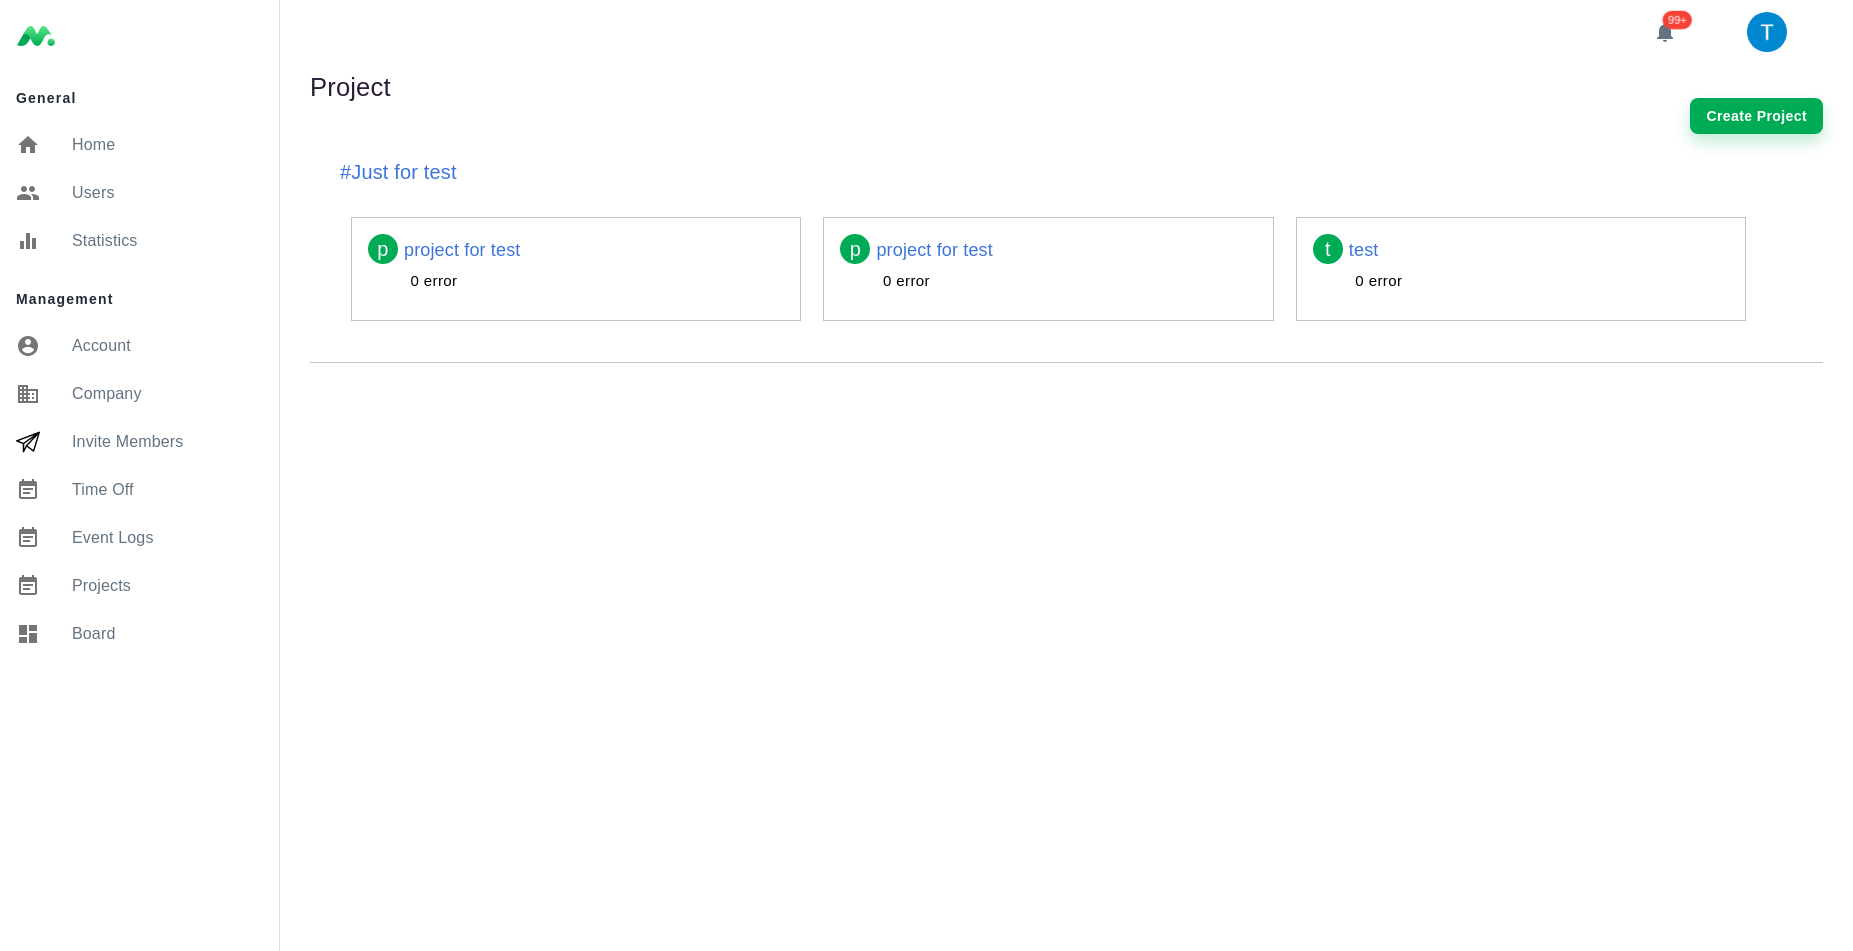 99+
T
General
Home
Users
Statistics
Management
Account
Company
Invite Members
Time Off
Event Logs
Projects
Board
Project
Create Project
#Just for test
p project for test
0 error
p project for test
0 error
t test
0 error